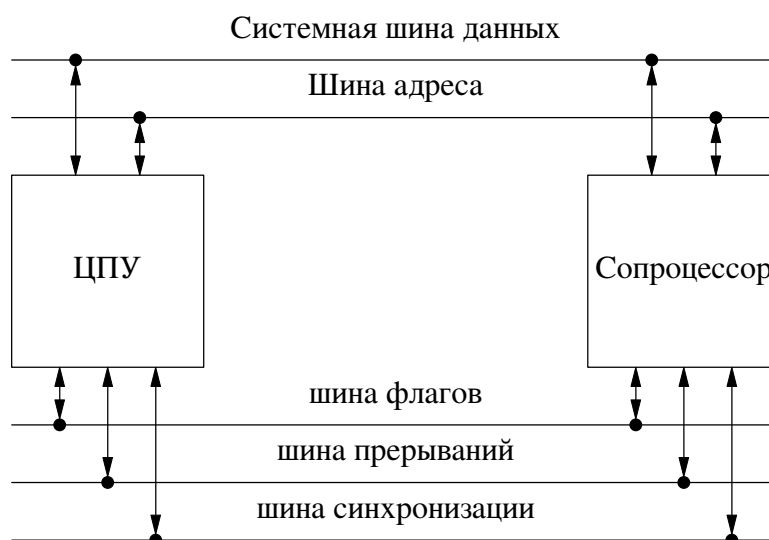 Системная шина данных
Шина адреса
ЦПУ
Сопроцессор
шина флагов
шина прерываний
шина синхронизации